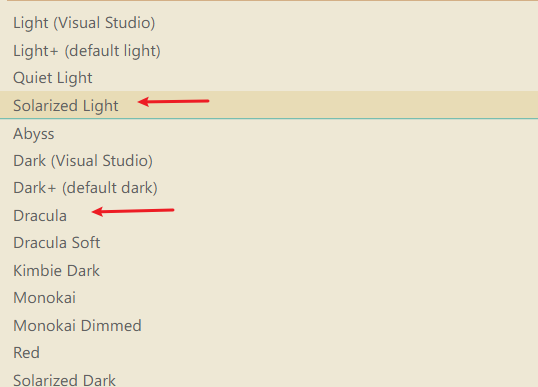 Light (Visual Studio)
Light+ (default light)
Quiet Light
Solarized Light
Abyss
Dark (Visual Studio)
Dark+ (default dark)
Dracula
Dracula Soft
Kimbie Dark
Monokai
Monokai Dimmed
Red
Solarized Dark